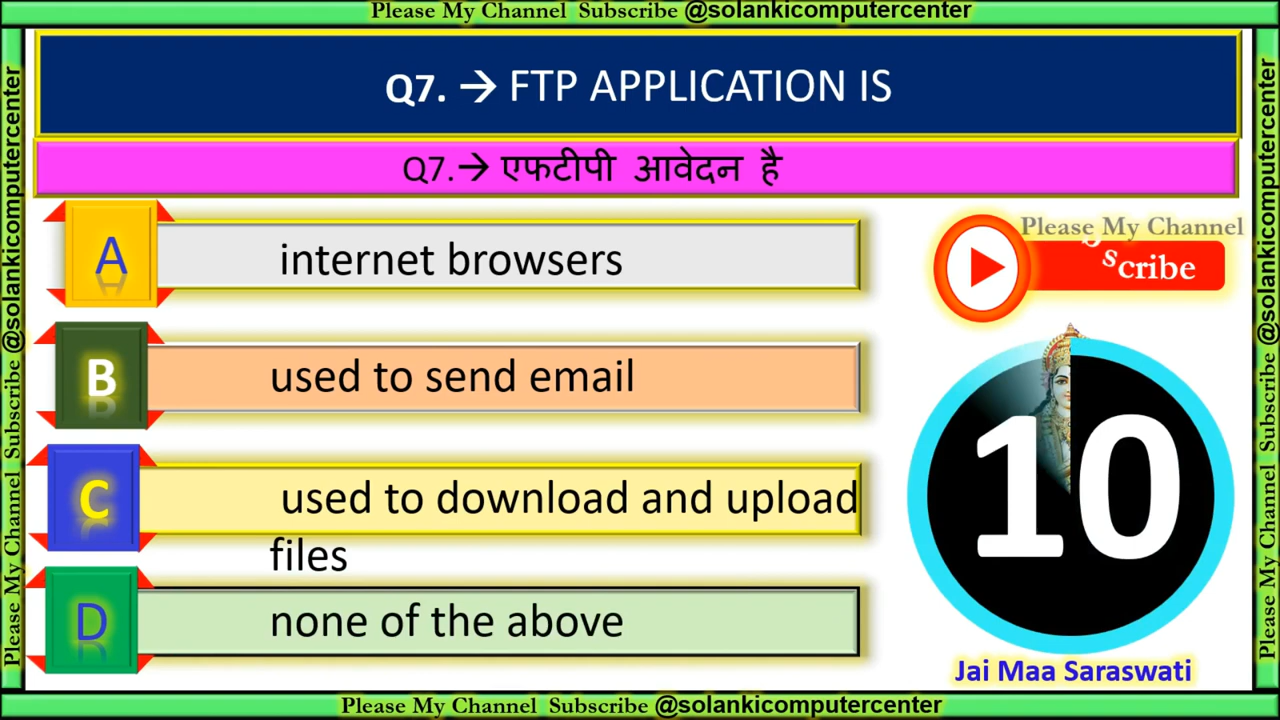 Please My Channel Subscribe @solankicomputercenter
Q7. → FTP APPLICATION IS
Q7.→ एफटीपी आवेदन है
A internet browsers
B used to send email
C used to download and upload
files
D none of the above
Please My Channel
scribe
10
Jai Maa Saraswati
Please My Channel Subscribe @solankicomputercenter
Please My Channel Subscribe @solankicomputercenter
Please My Channel Subscribe @solankicomputercenter